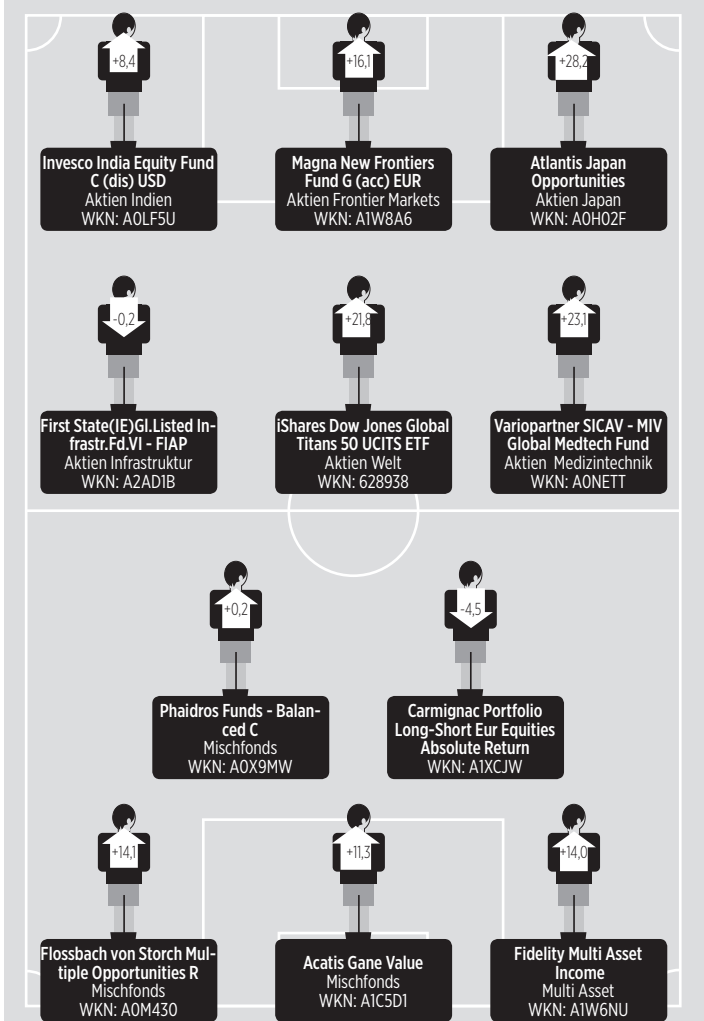 +8,4
+16,1
+28,2
Invesco India Equity Fund
C (dis) USD
Aktien Indien
WKN: A0LF5U
Magna New Frontiers
Fund G (acc) EUR
Aktien Frontier Markets
WKN: A1W8A6
Atlantis Japan
Opportunities
Aktien Japan
WKN: A0H02F
-0,2
+21,8
+23,1
First State(IE)Gl.Listed In-
frastr.Fd.VI - FIAP
Aktien Infrastruktur
WKN: A2AD1B
iShares Dow Jones Global
Titans 50 UCITS ETF
Aktien Welt
WKN: 628938
Variopartner SICAV - MIV
Global Medtech Fund
Aktien Medizintechnik
WKN: A0NETT
+0,2
-4,5
Phaidros Funds - Balan-
ced C
Mischfonds
WKN: A0X9MW
Carmignac Portfolio
Long-Short Eur Equities
Absolute Return
WKN: A1XCJW
+14,1
+11,3
+14,0
Flossbach von Storch Mul-
tiple Opportunities R
Mischfonds
WKN: A0M430
Acatis Gane Value
Mischfonds
WKN: A1C5D1
Fidelity Multi Asset
Income
Multi Asset
WKN: A1W6NU